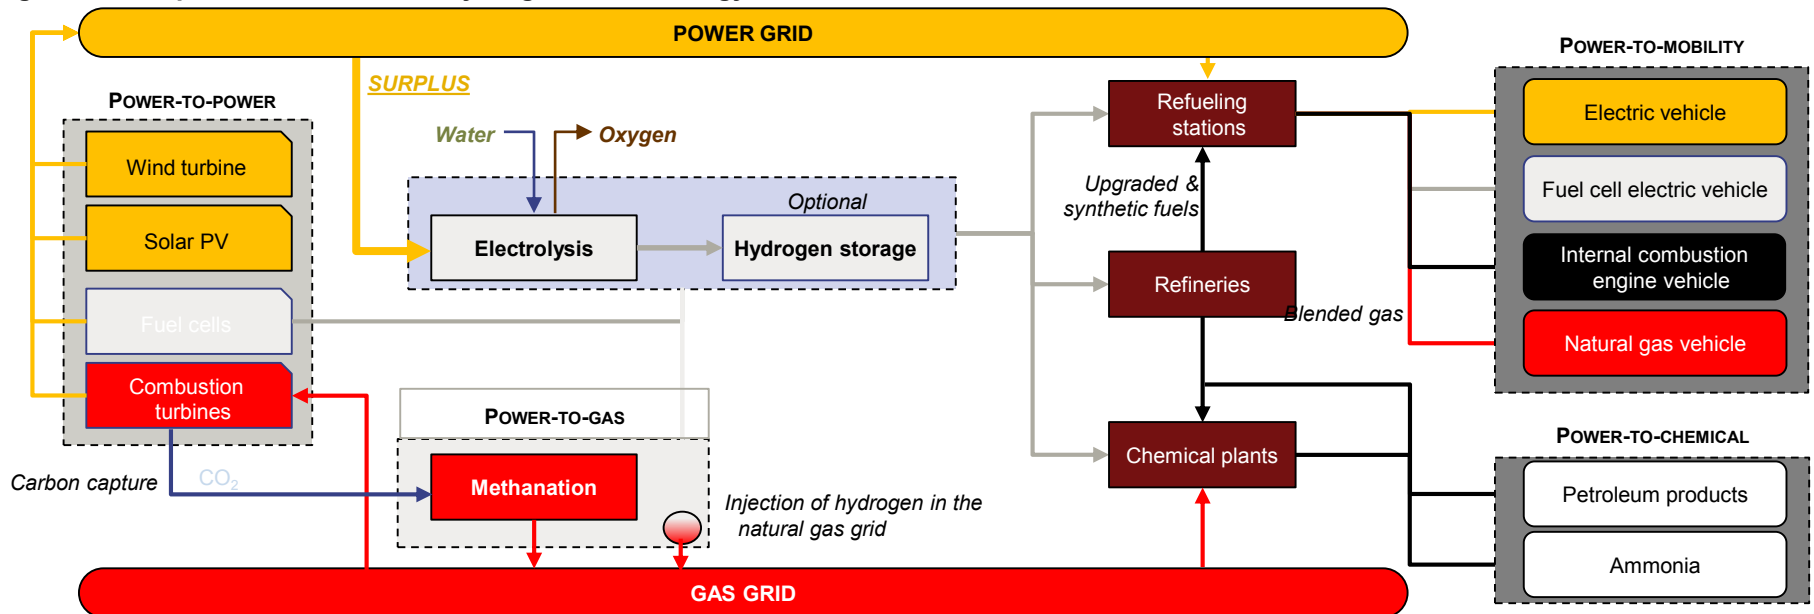 POWER GRID
POWER-TO-MOBILITY
SURPLUS
POWER-TO-POWER
Refueling
stations
Electric vehicle
Water
Oxygen
Wind turbine
Upgraded &
synthetic fuels
Fuel cell electric vehicle
Optional
Solar PV
Electrolysis
Hydrogen storage
Internal combustion
engine vehicle
Refineries
Blended gas
Fuel cells
Natural gas vehicle
Combustion
turbines
POWER-TO-GAS
POWER-TO-CHEMICAL
Chemical plants
Carbon capture
CO2
Methanation
Petroleum products
Injection of hydrogen in the
natural gas grid
Ammonia
GAS GRID